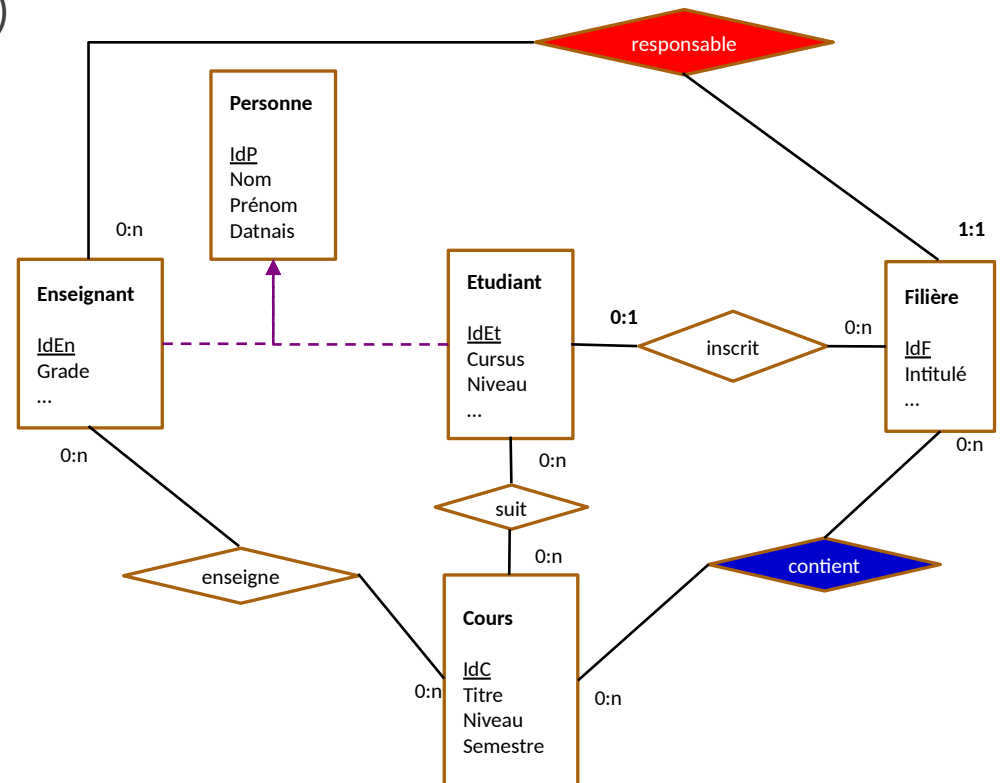 )
responsable
Personne
IdP
Nom
Prénom
Datnais
0:n
1:1
Enseignant
IdEn
Grade
...
Etudiant
IdEt
Cursus
Niveau
...
0:1
inscrit
0:n
Filière
IdF
Intitulé
...
0:n
0:n
0:n
suit
0:n
enseigne
contient
Cours
IdC
Titre
Niveau
Semestre
0:n
0:n